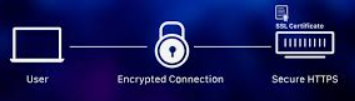 SSL Certificate
User
Encrypted Connection
Secure HTTPS